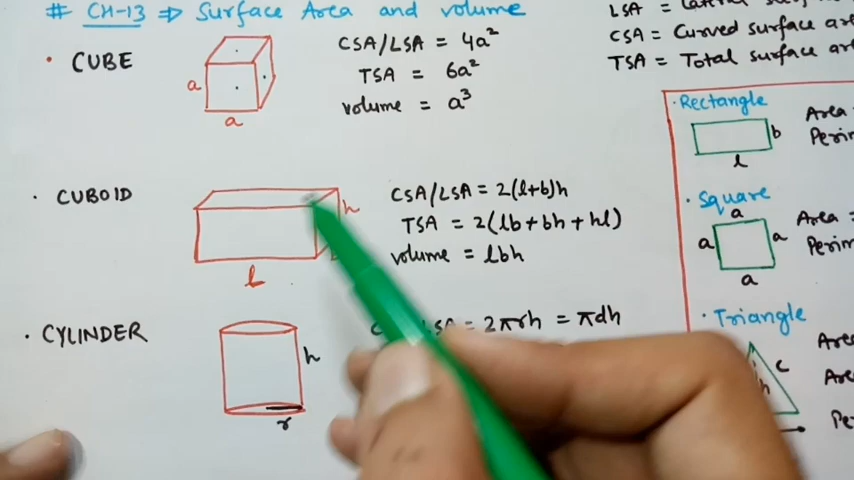 # CH-13 ⇒ Surface Area and volume
• CUBE
a
a
CSA/LSA = 4a²
TSA = 6a²
volume = a³
• CUBOID
h
l
CSA/LSA = 2(l+b)h
TSA = 2(lb+bh+hl)
volume = lbh
• CYLINDER
h
r
= 2πrh = πdh
LSA =
CSA = Curved surface
TSA = Total surface
• Rectangle
b
l
Area
• Square
a
a
a
a
Area =
• Triangle
c
h
Area
Area